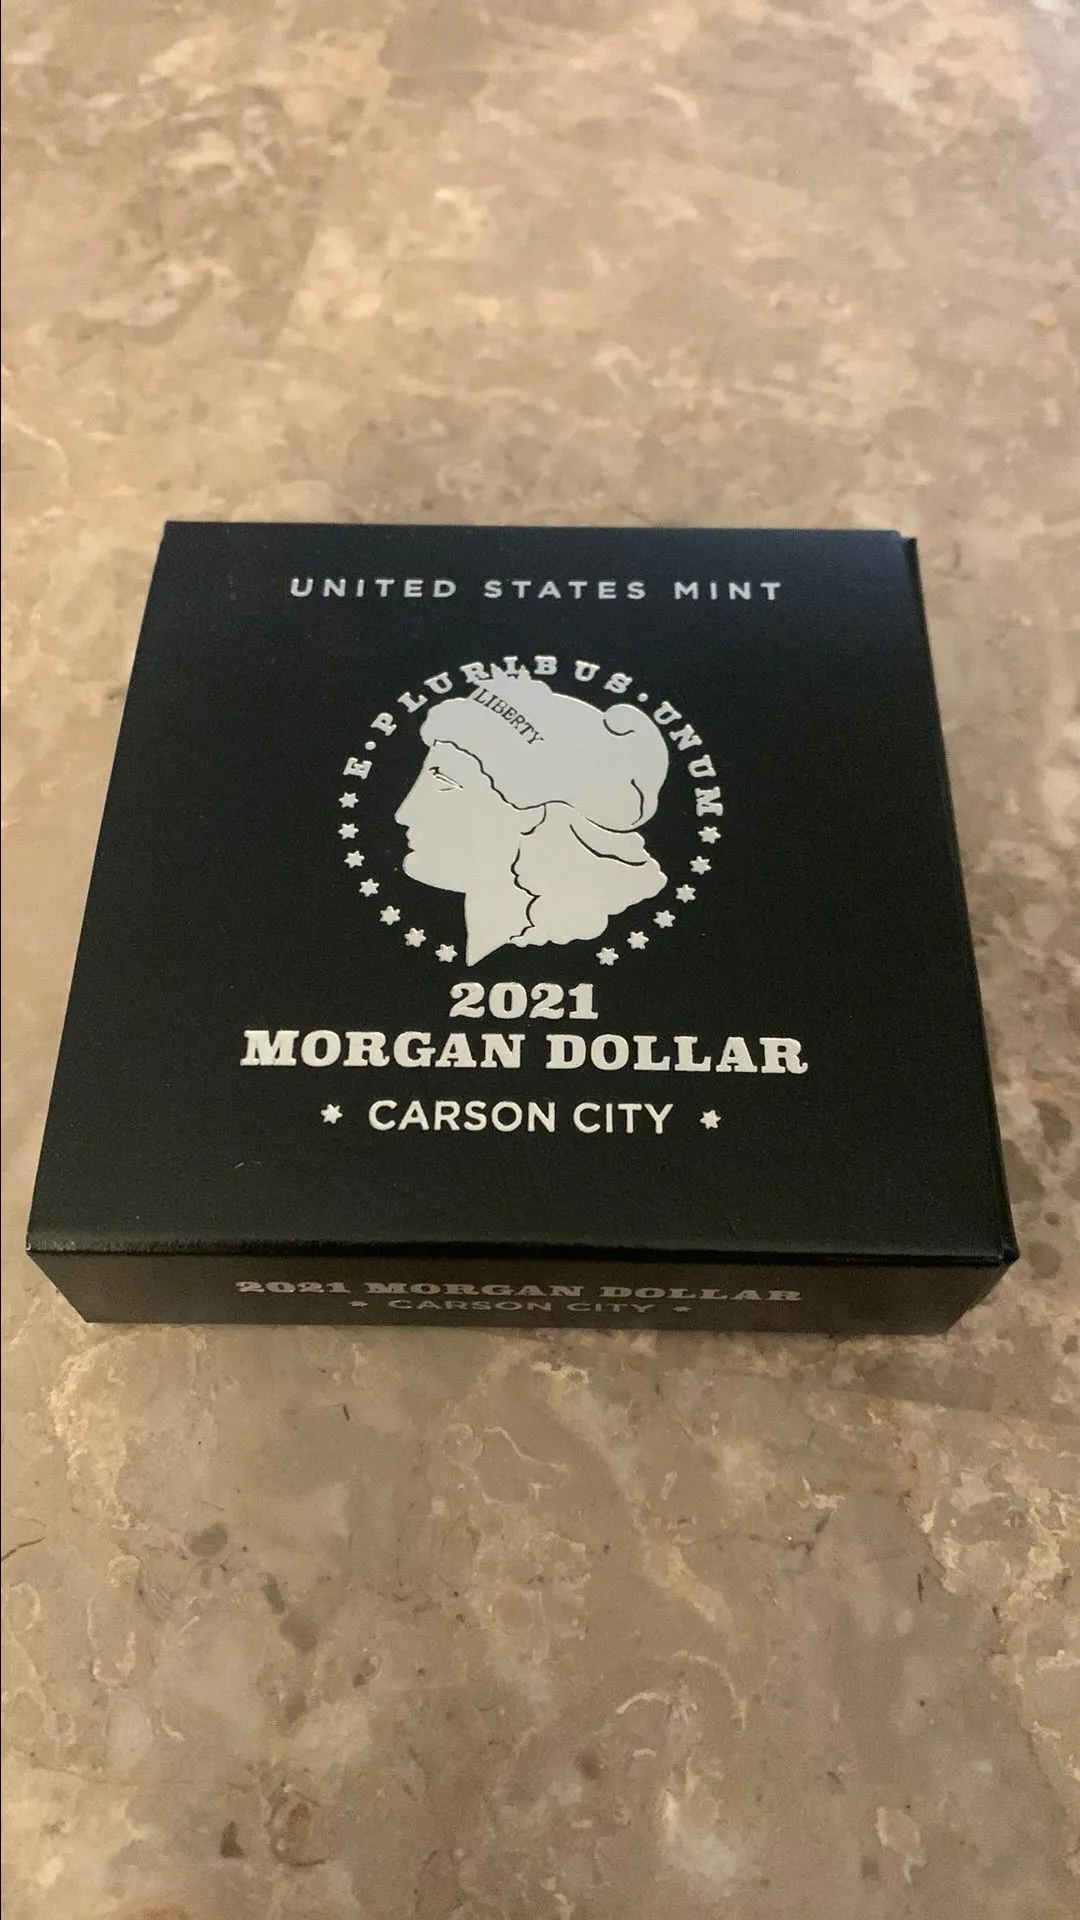 UNITED STATES MINT
E·PLURIBUS·UNUM
LIBERTY
2021
MORGAN DOLLAR
* CARSON CITY *
2021 MORGAN DOLLAR
* CARSON CITY *